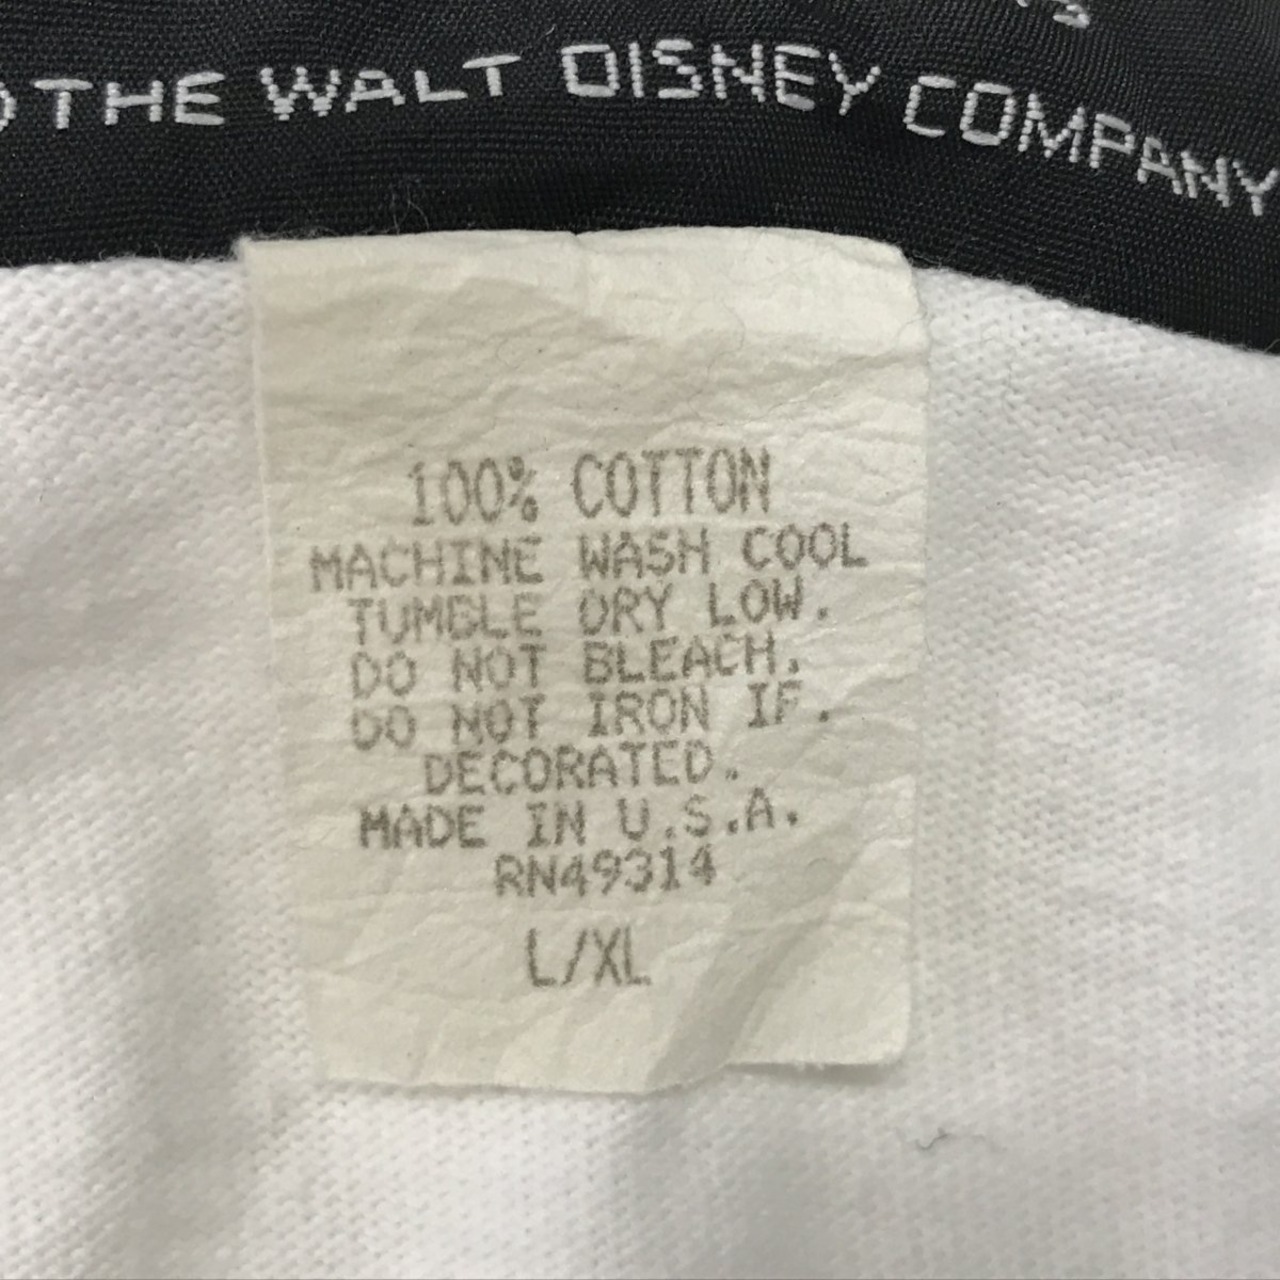 THE WALT DISNEY COMPANY
100% COTTON
MACHINE WASH COOL
TUMBLE DRY LOW.
DO NOT BLEACH.
DO NOT IRON IF.
DECORATED.
MADE IN U.S.A.
RN49314
L/XL